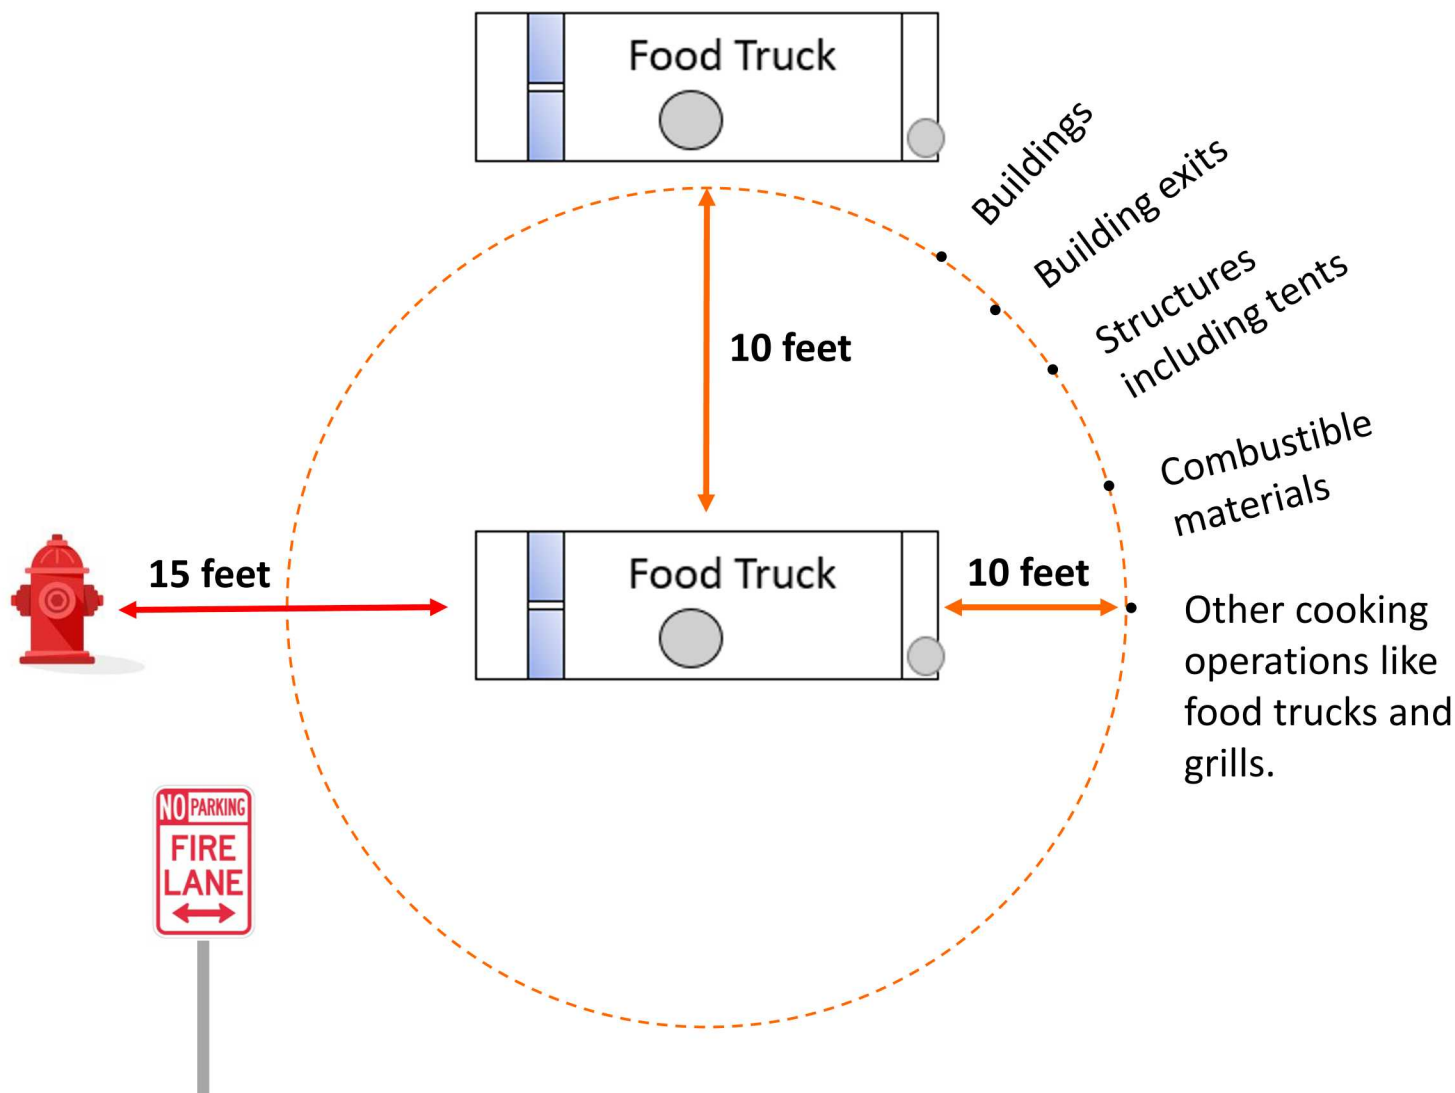 Food Truck
Buildings
Building exits
Structures
including tents
10 feet
Combustible
materials
15 feet
Food Truck
10 feet
Other cooking
operations like
food trucks and
grills.
NO PARKING
FIRE
LANE